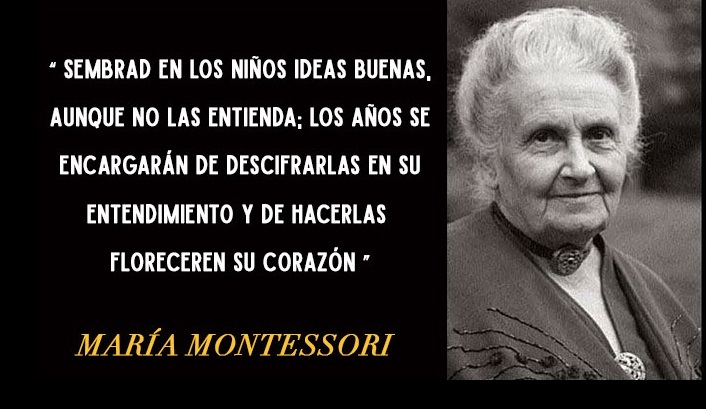 “ SEMBRAD EN LOS NIÑOS IDEAS BUENAS,
AUNQUE NO LAS ENTIENDA; LOS AÑOS SE
ENCARGARÁN DE DESCIFRARLAS EN SU
ENTENDIMIENTO Y DE HACERLAS
FLORECEREN SU CORAZÓN ”
MARÍA MONTESSORI